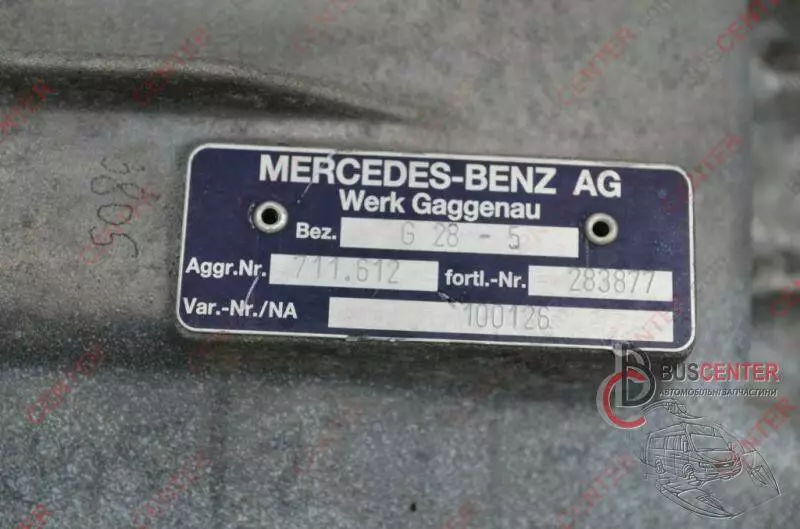 MERCEDES-BENZ AG
Werk Gaggenau
Bez. G 28 - 5
Aggr.Nr. 711.612 fortl.-Nr. 283877
Var.-Nr./NA 100126
5085
BUSCENTER
АВТОМОБІЛЬНІ ЗАПЧАСТИНИ